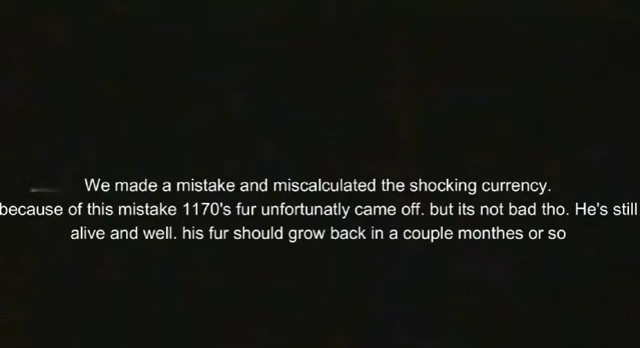 We made a mistake and miscalculated the shocking currency.
because of this mistake 1170's fur unfortunatly came off. but its not bad tho. He's still
alive and well. his fur should grow back in a couple monthes or so